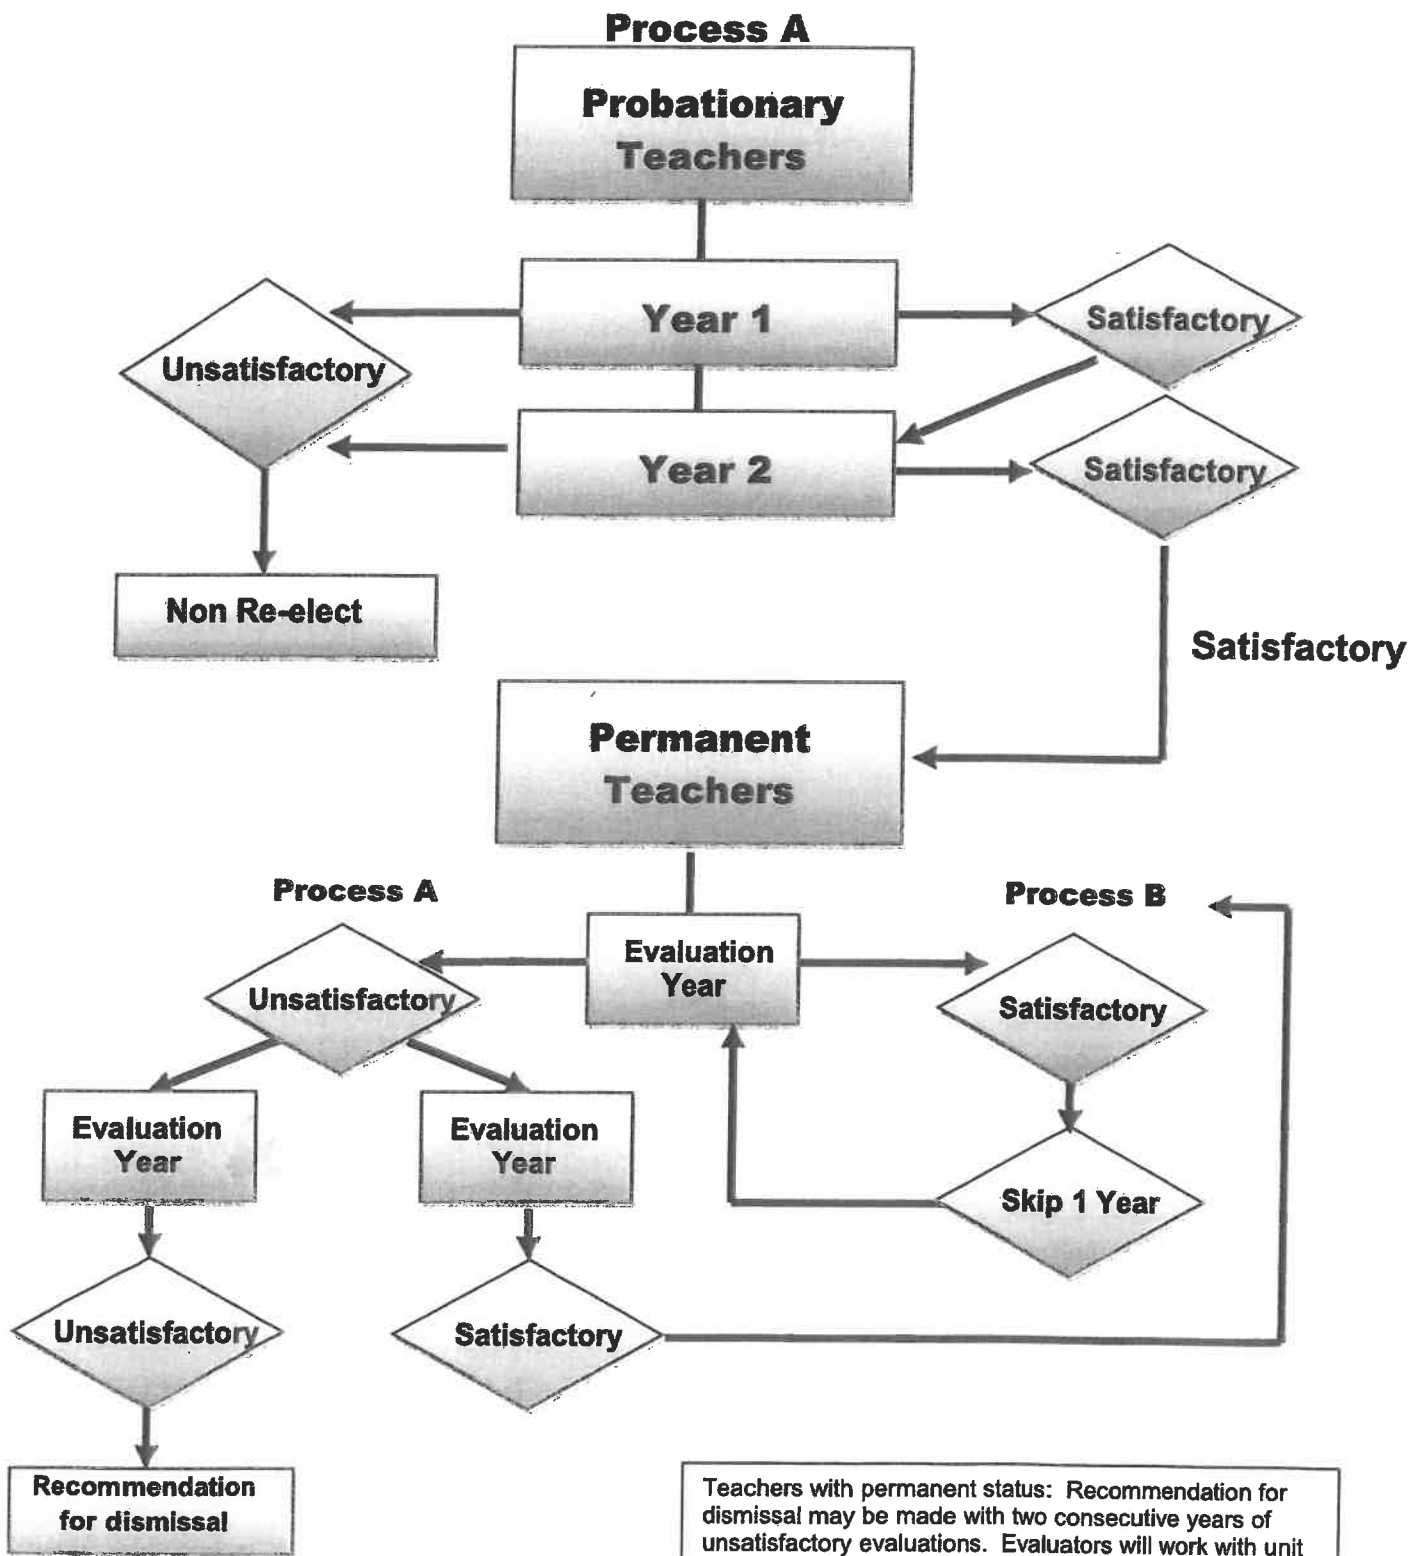 Process A
Probationary
Teachers
Year 1
Satisfactory
Unsatisfactory
Year 2
Satisfactory
Non Re-elect
Satisfactory
Permanent
Teachers
Process A
Process B
Evaluation
Year
Unsatisfactory
Satisfactory
Evaluation
Year
Evaluation
Year
Skip 1 Year
Unsatisfactory
Satisfactory
Recommendation
for dismissal
Teachers with permanent status: Recommendation for
dismissal may be made with two consecutive years of
unsatisfactory evaluations. Evaluators will work with unit